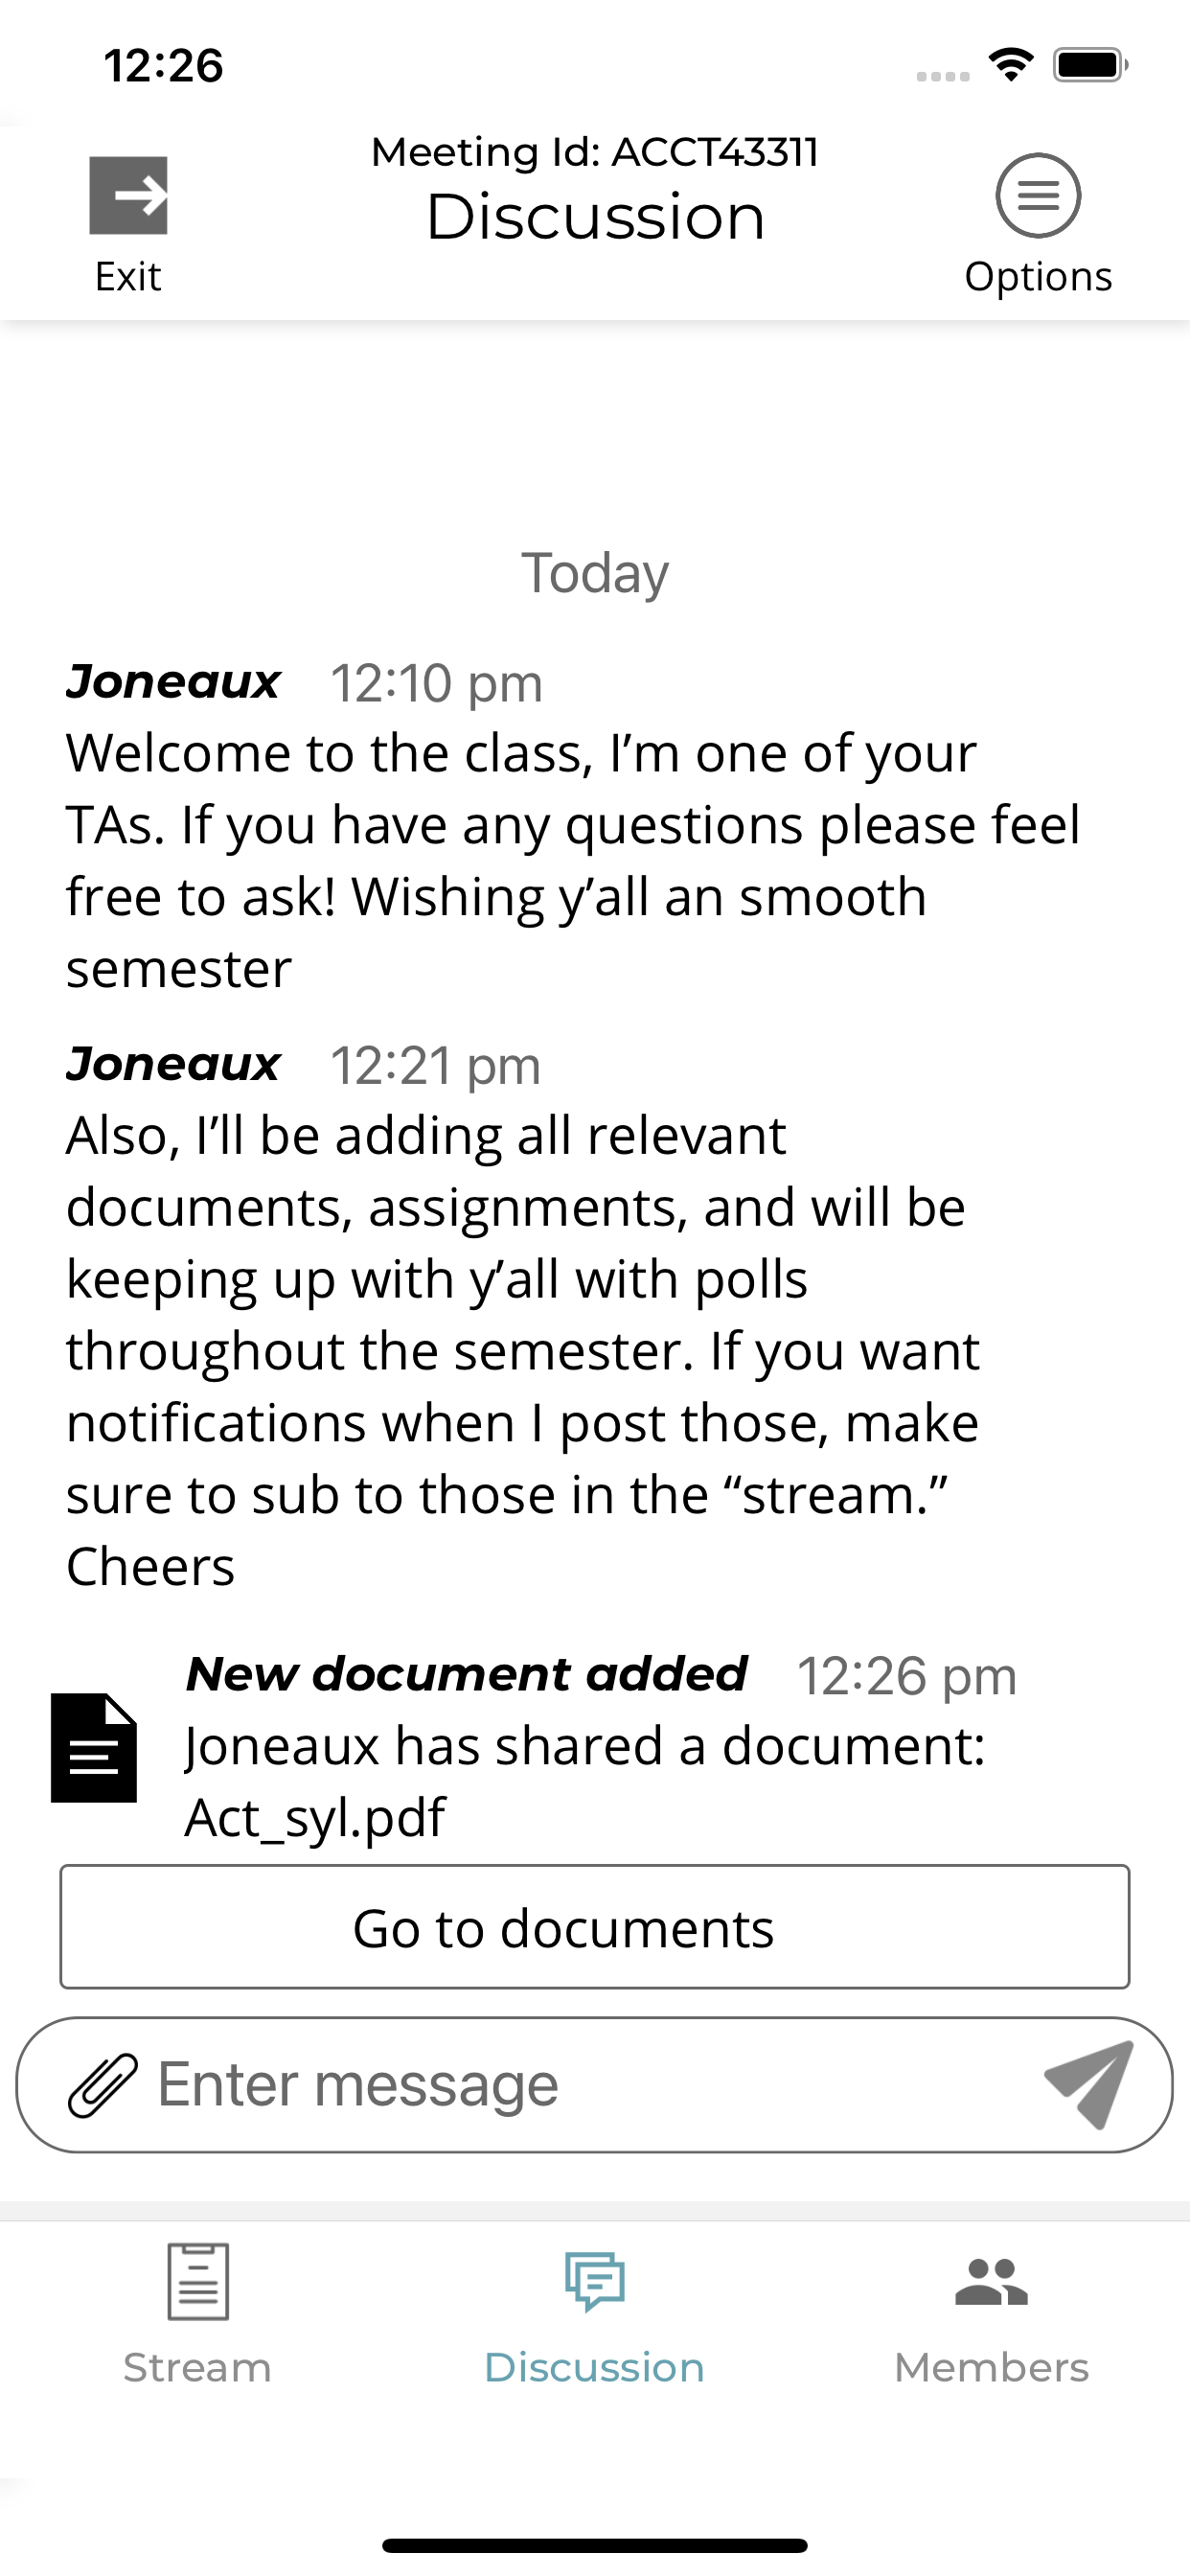 12:26
Meeting Id: ACCT43311
Discussion
Exit
Options
Today
Joneaux 12:10 pm
Welcome to the class, I’m one of your
TAs. If you have any questions please feel
free to ask! Wishing y’all an smooth
semester
Joneaux 12:21 pm
Also, I’ll be adding all relevant
documents, assignments, and will be
keeping up with y’all with polls
throughout the semester. If you want
notifications when I post those, make
sure to sub to those in the “stream.”
Cheers
New document added 12:26 pm
Joneaux has shared a document:
Act_syl.pdf
Go to documents
Enter message
Stream
Discussion
Members